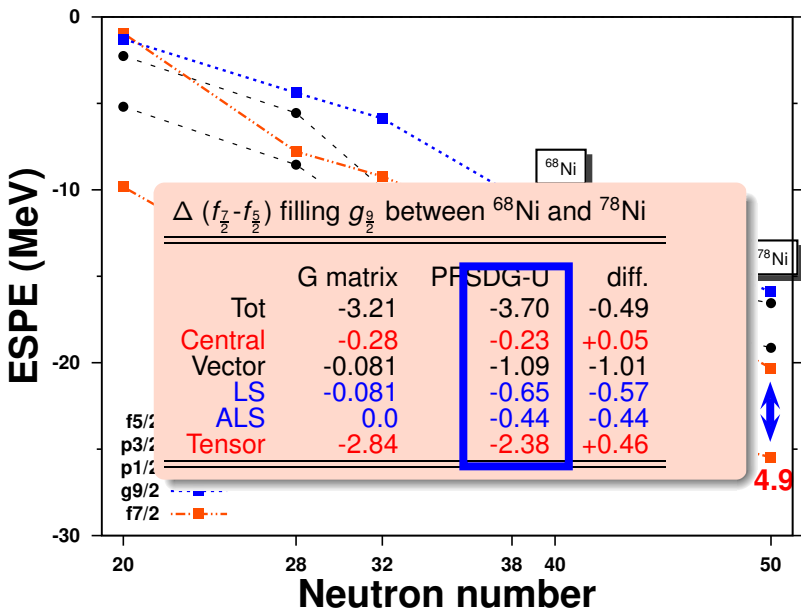 0
-10
-20
-30
ESPE (MeV)
⁶⁸Ni
⁷⁸Ni
Δ (f7/2-f5/2) filling g9/2 between ⁶⁸Ni and ⁷⁸Ni
G matrix PFSDG-U diff.
Tot -3.21 -3.70 -0.49
Central -0.28 -0.23 +0.05
Vector -0.081 -1.09 -1.01
LS -0.081 -0.65 -0.57
ALS 0.0 -0.44 -0.44
Tensor -2.84 -2.38 +0.46
4.9
f5/2
p3/2
p1/2
g9/2
f7/2
20 28 32 38 40 50
Neutron number